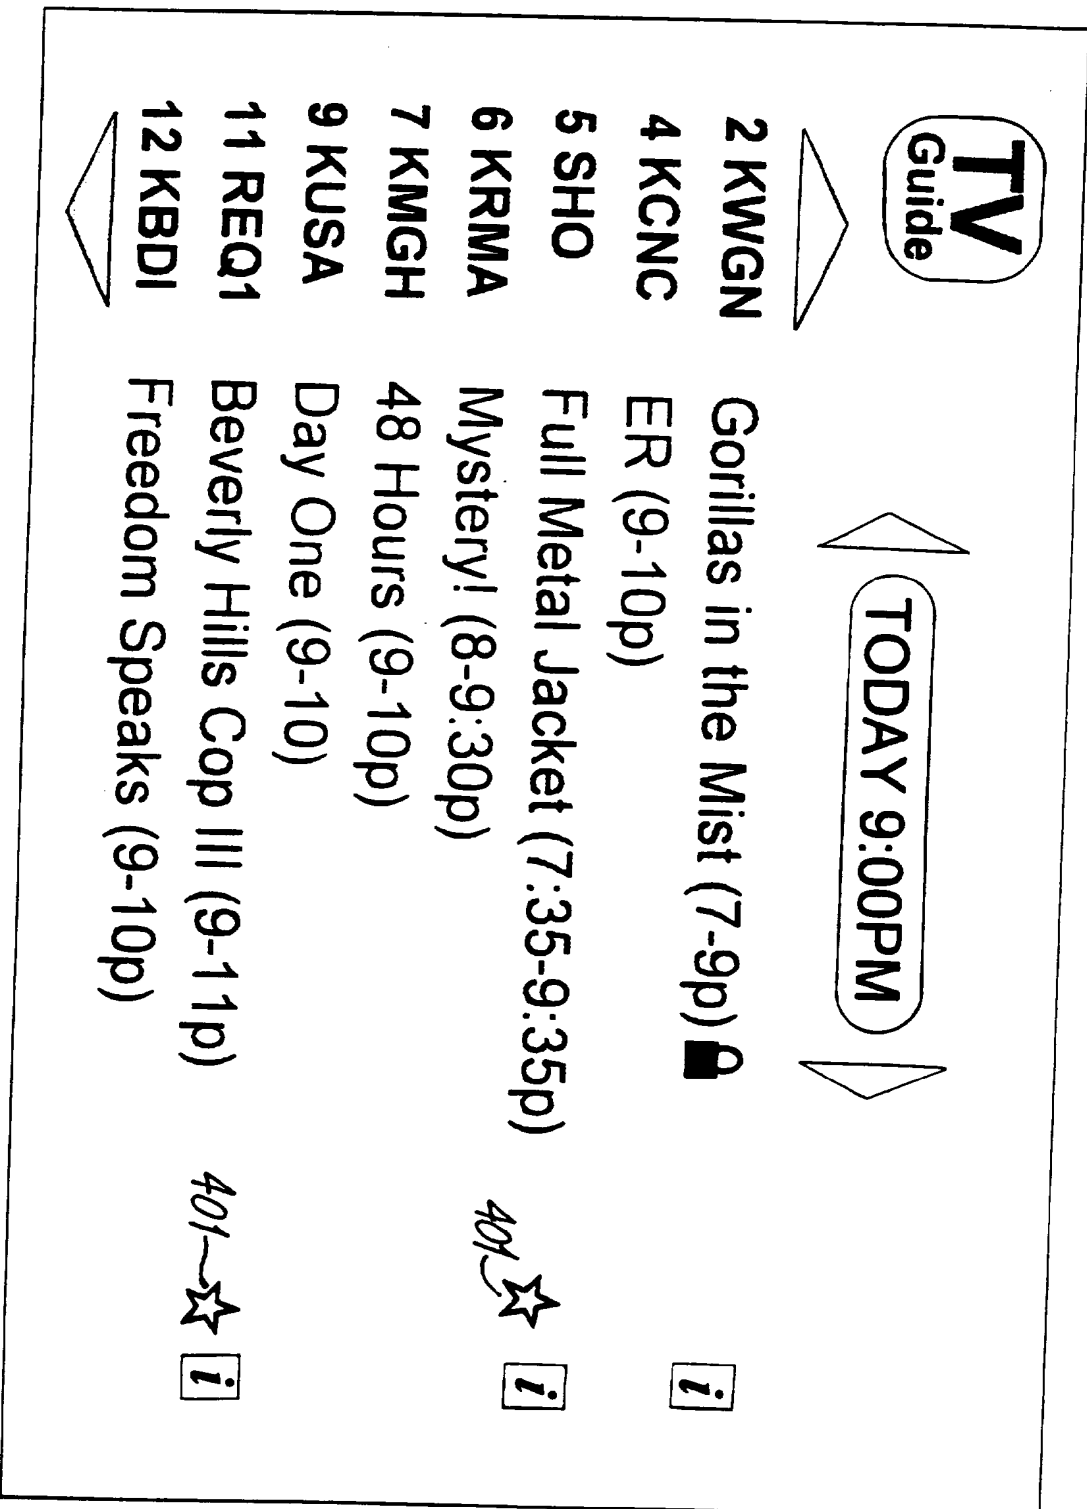 TV
Guide
TODAY 9:00PM
2 KWGN Gorillas in the Mist (7-9p) i
4 KCNC ER (9-10p)
5 SHO Full Metal Jacket (7:35-9:35p) 401 i
6 KRMA Mystery! (8-9:30p)
7 KMGH 48 Hours (9-10p)
9 KUSA Day One (9-10)
11 REQ1 Beverly Hills Cop III (9-11p) 401 i
12 KBDI Freedom Speaks (9-10p)